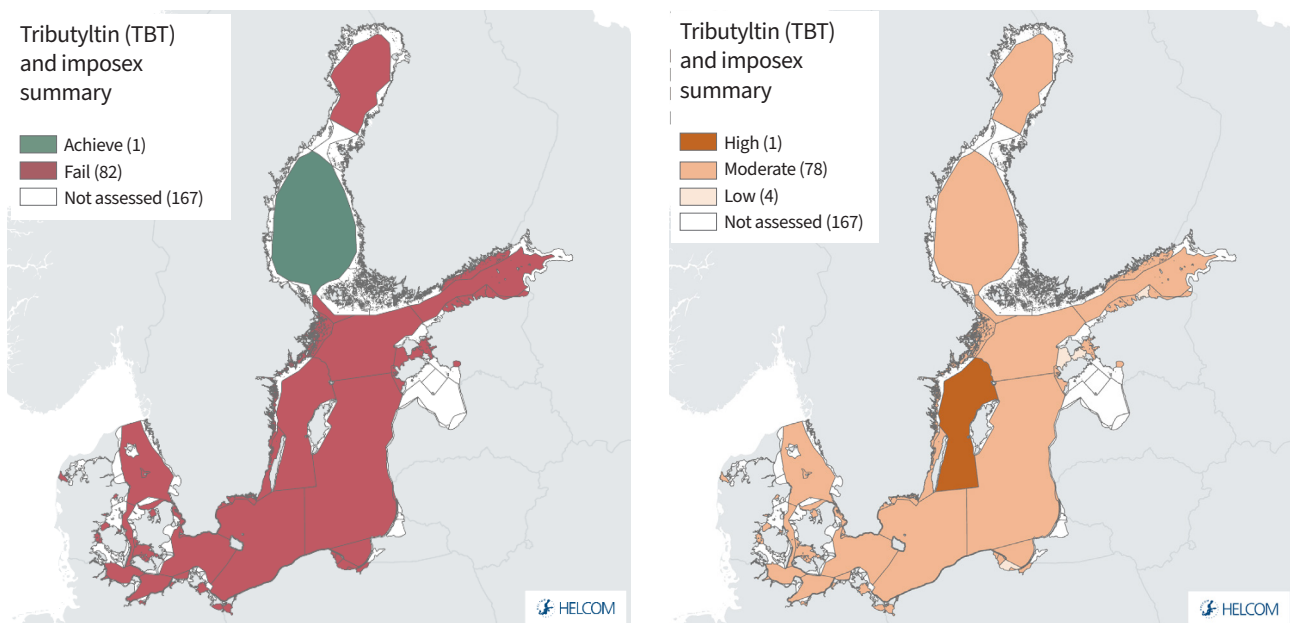 Tributyltin (TBT)
and imposex
summary
Achieve (1)
Fail (82)
Not assessed (167)
HELCOM
Tributyltin (TBT)
and imposex
summary
High (1)
Moderate (78)
Low (4)
Not assessed (167)
HELCOM